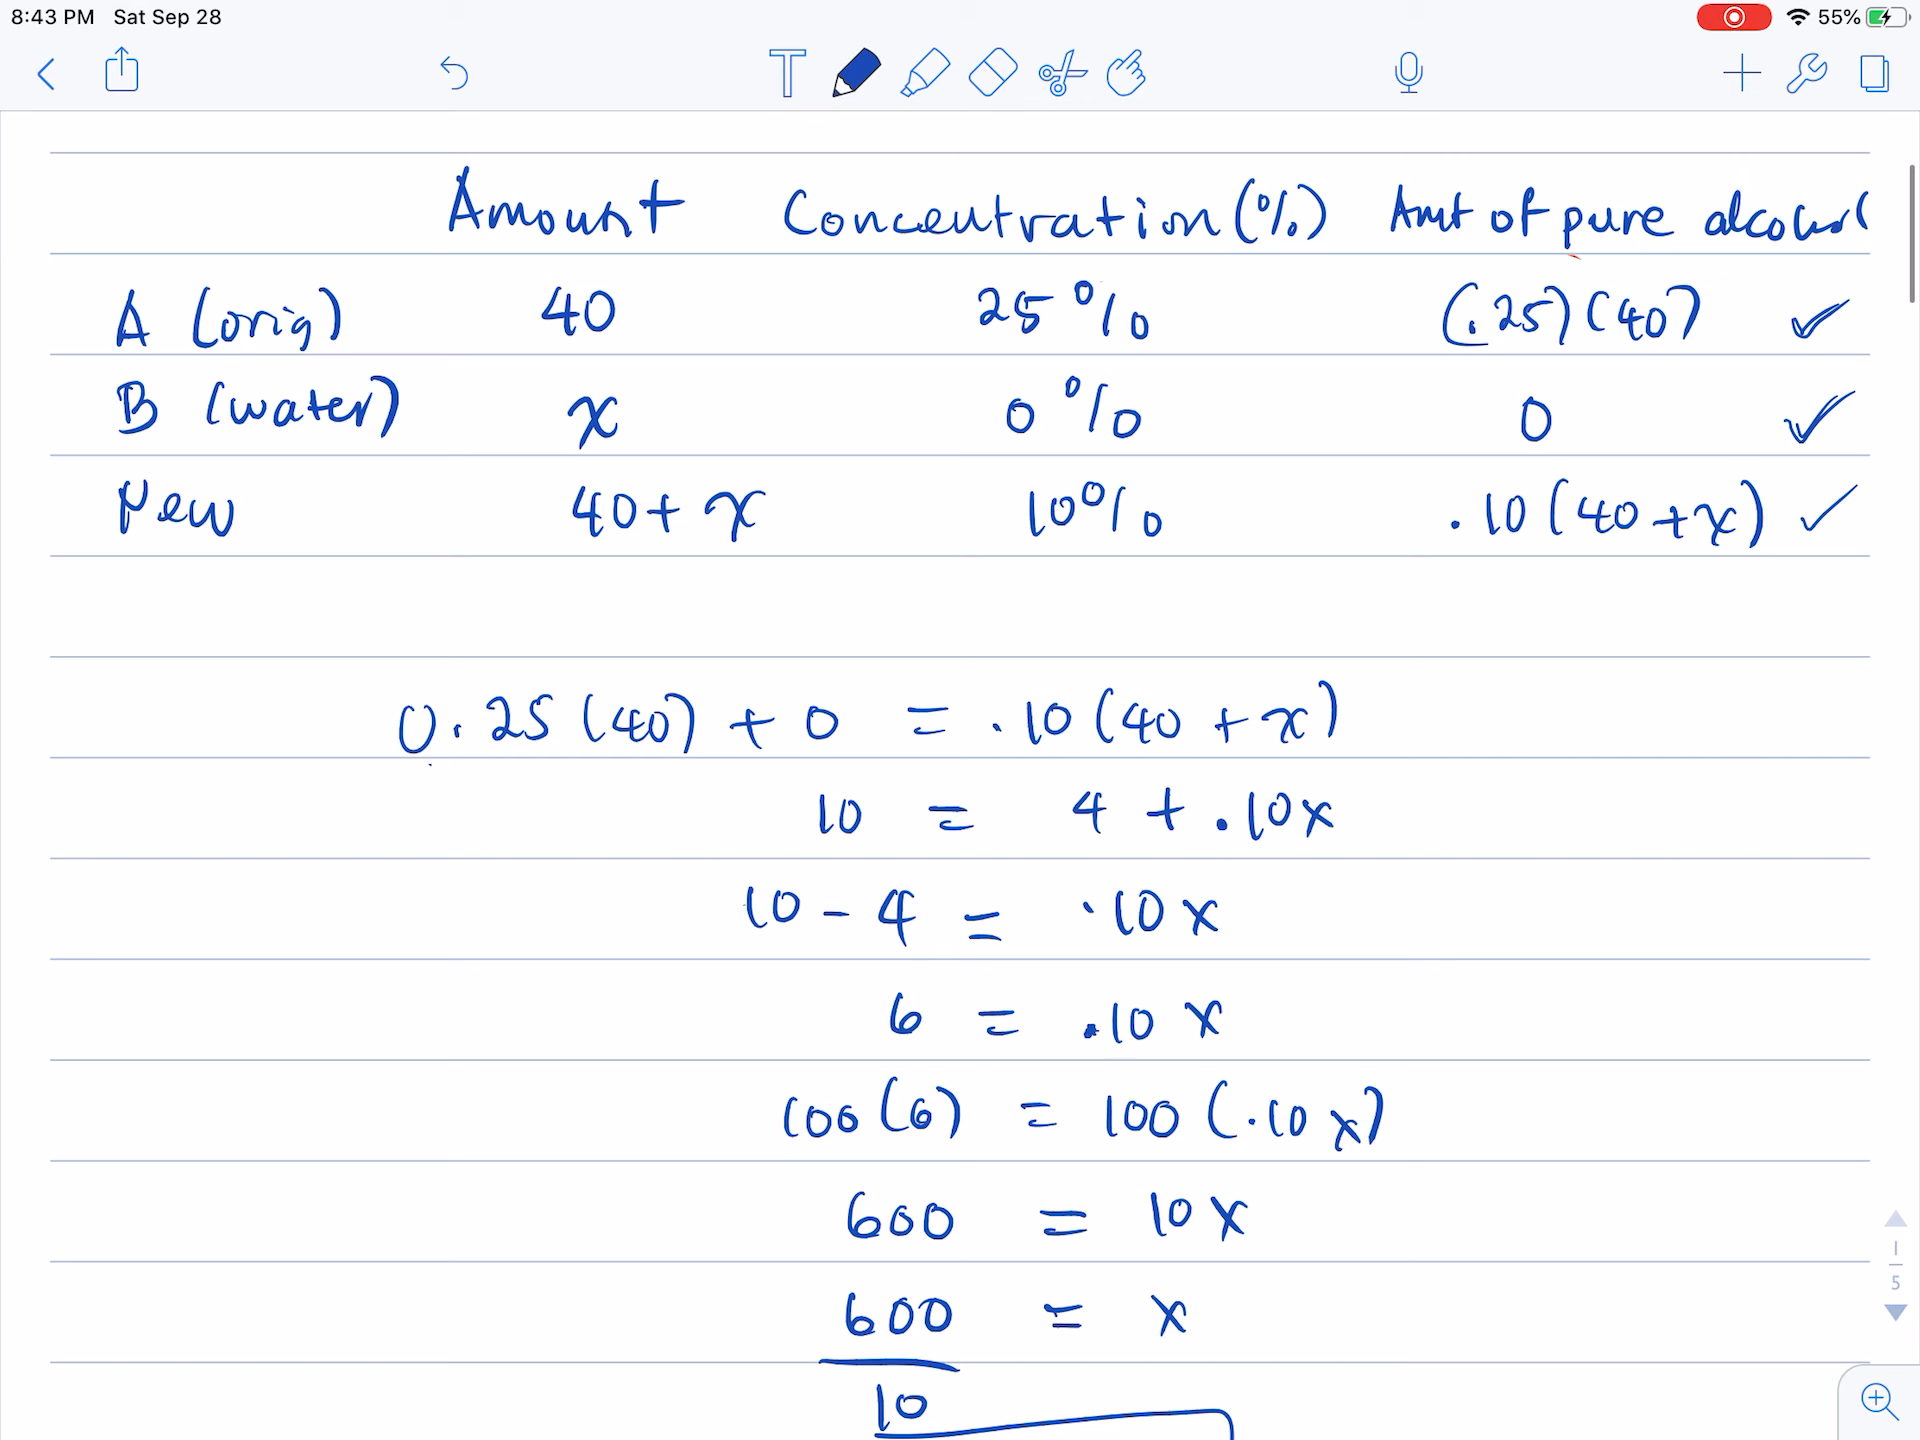 8:43 PM Sat Sep 28 55%
T
Amount Concentration (%) Amt of pure alcohol
A (orig) 40 25% (.25)(40) ✓
B (water) x 0% 0 ✓
New 40 + x 10% .10(40+x) ✓
0.25(40) + 0 = .10(40 + x)
10 = 4 + .10x
10 - 4 = .10x
6 = .10x
100(6) = 100(.10x)
600 = 10x
600 = x
10
1
5